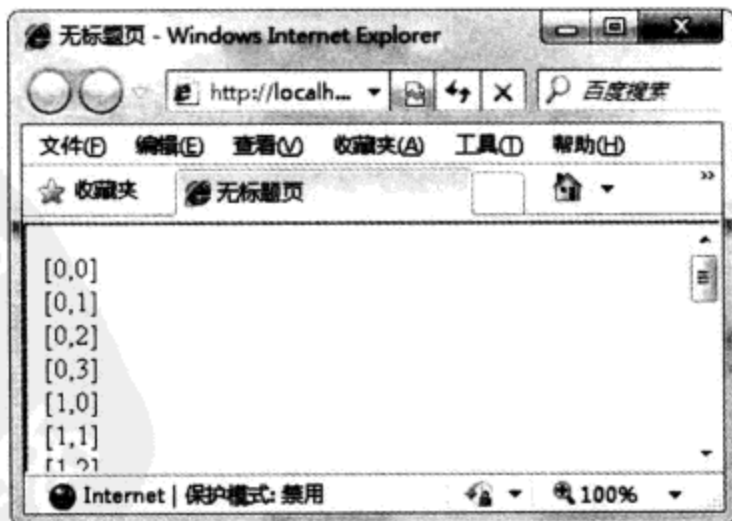 无标题页 - Windows Internet Explorer
http://localh...
百度搜索
文件(F) 编辑(E) 查看(V) 收藏夹(A) 工具(T) 帮助(H)
收藏夹 无标题页
[0,0]
[0,1]
[0,2]
[0,3]
[1,0]
[1,1]
[1,2]
Internet | 保护模式: 禁用 100%